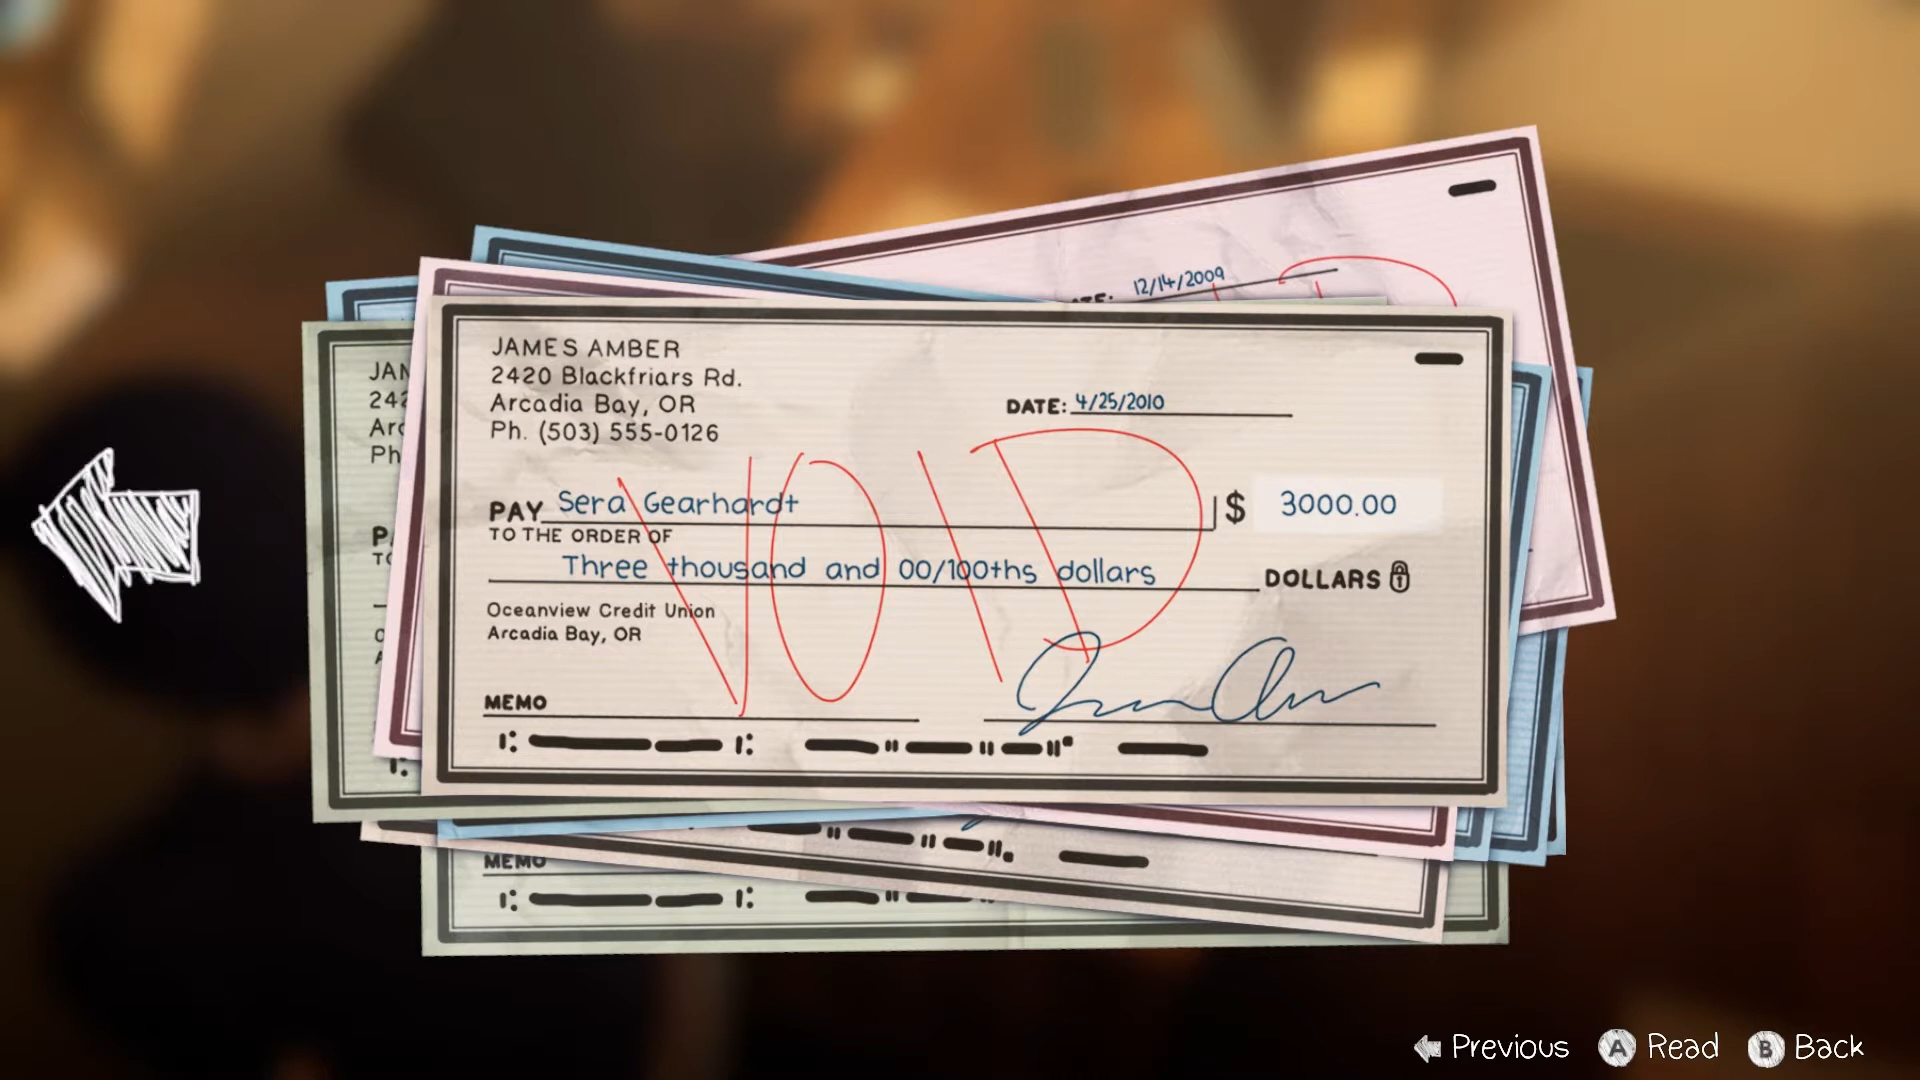 12/14/2009
JAMES AMBER
2420 Blackfriars Rd.
Arcadia Bay, OR
Ph. (503) 555-0126
DATE: 4/25/2010
VOID
PAY Sera Gearhardt $ 3000.00
TO THE ORDER OF
Three thousand and 00/100ths dollars DOLLARS
Oceanview Credit Union
Arcadia Bay, OR
MEMO
MEMO
Previous A Read B Back